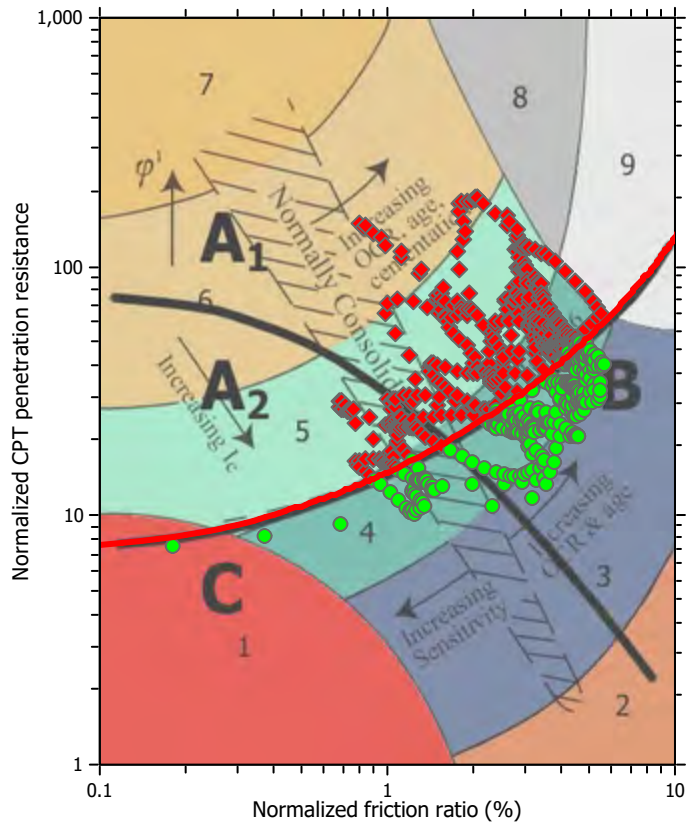 1,000
7
8
9
φ'
Normally Consolid
Increasing
OCR, age,
cementation
A1
100
6
A2
Increasing Ic
5
6
B
10
4
Increasing
OCR & age
C
3
Increasing
Sensitivity
1
2
1
0.1
1
10
Normalized CPT penetration resistance
Normalized friction ratio (%)